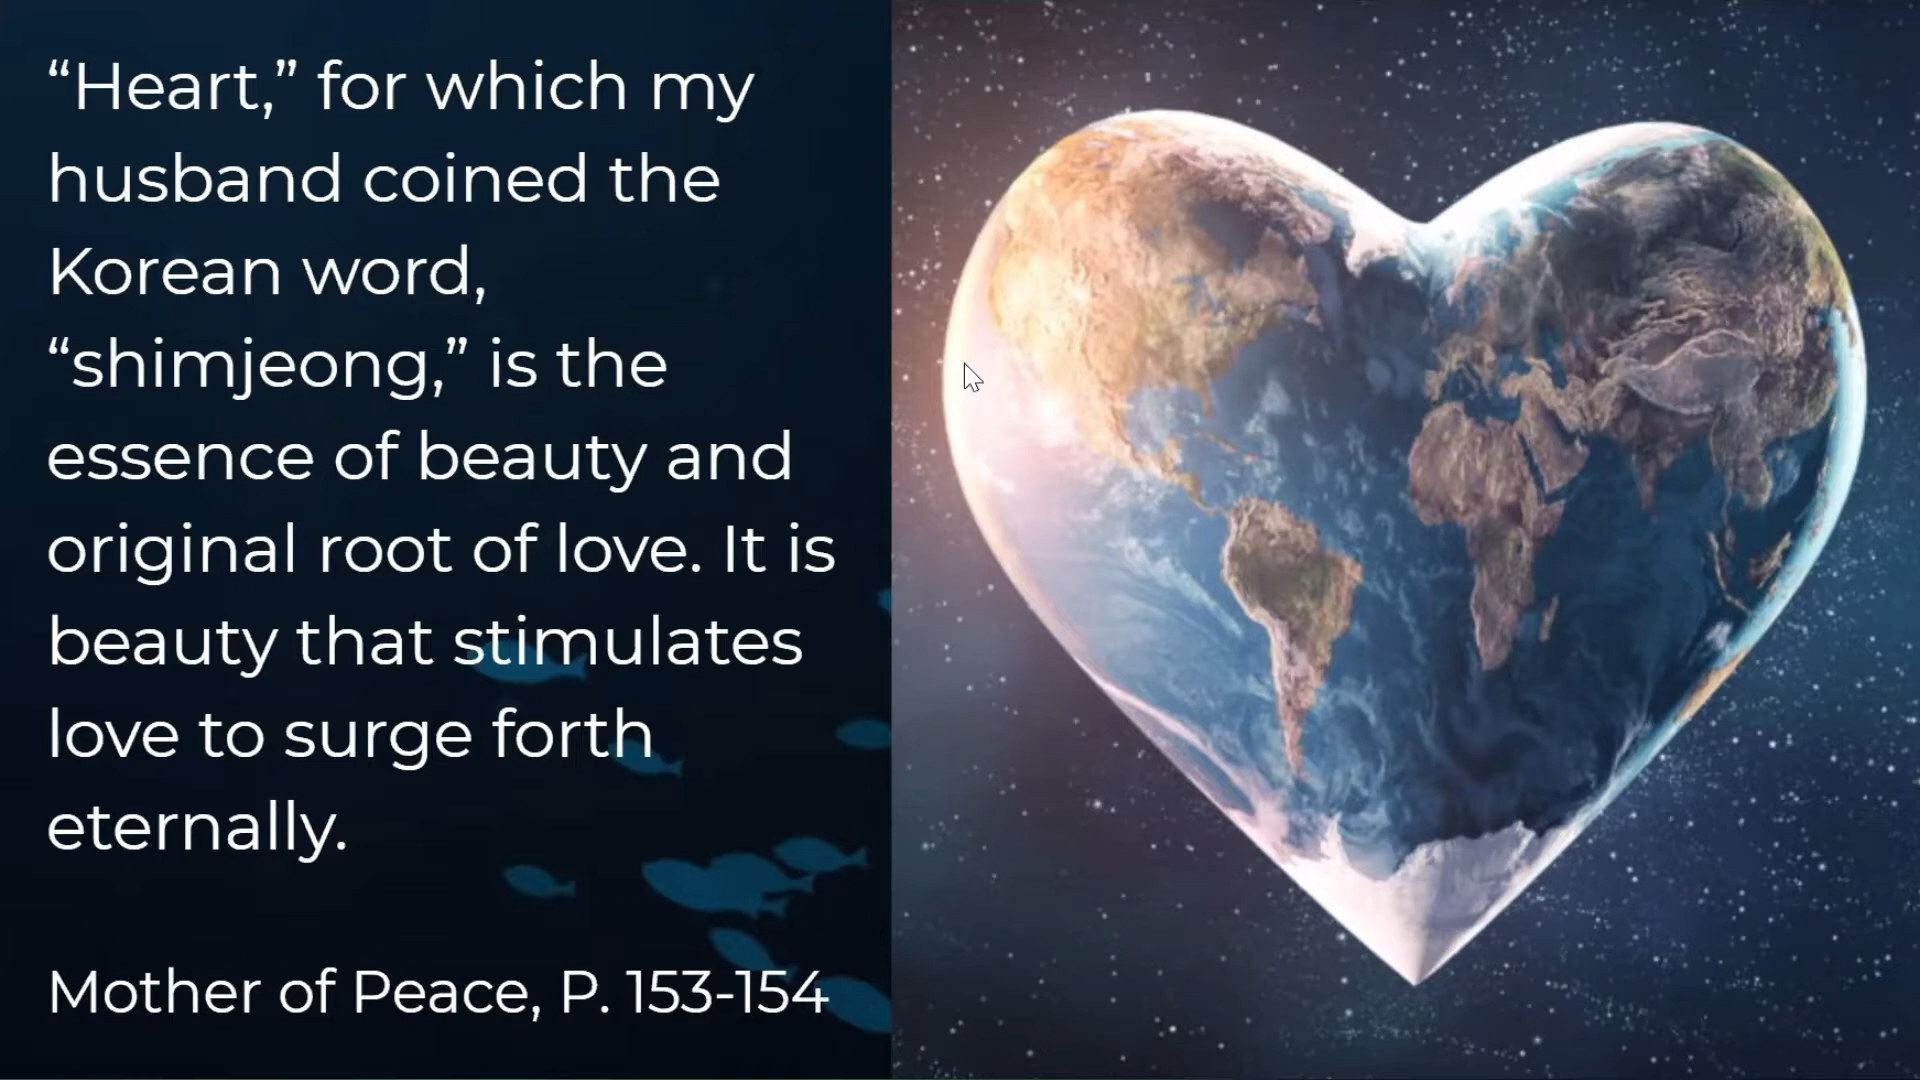 “Heart,” for which my
husband coined the
Korean word,
“shimjeong,” is the
essence of beauty and
original root of love. It is
beauty that stimulates
love to surge forth
eternally.
Mother of Peace, P. 153-154